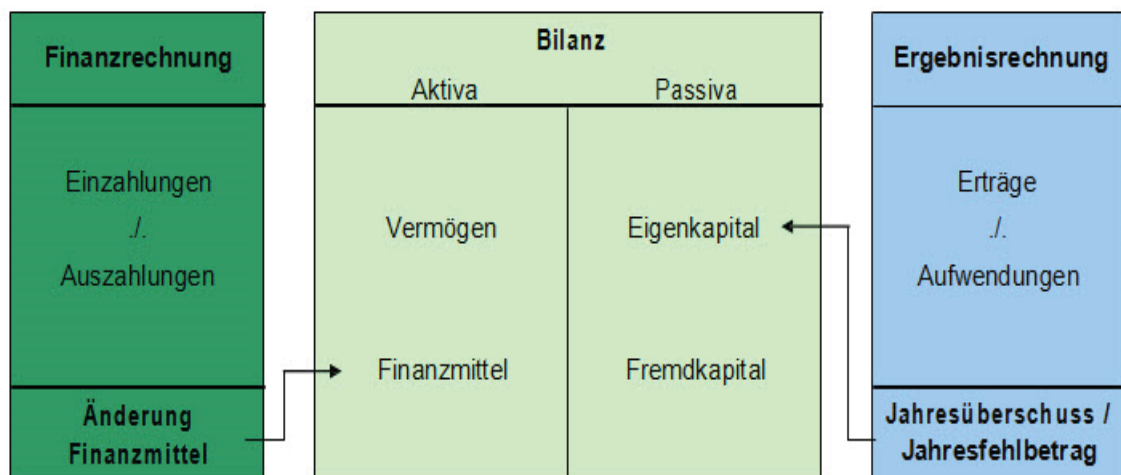 Finanzrechnung
Einzahlungen
./.
Auszahlungen
Änderung
Finanzmittel
Bilanz
Aktiva Passiva
Vermögen Eigenkapital
Finanzmittel Fremdkapital
Ergebnisrechnung
Erträge
./.
Aufwendungen
Jahresüberschuss /
Jahresfehlbetrag